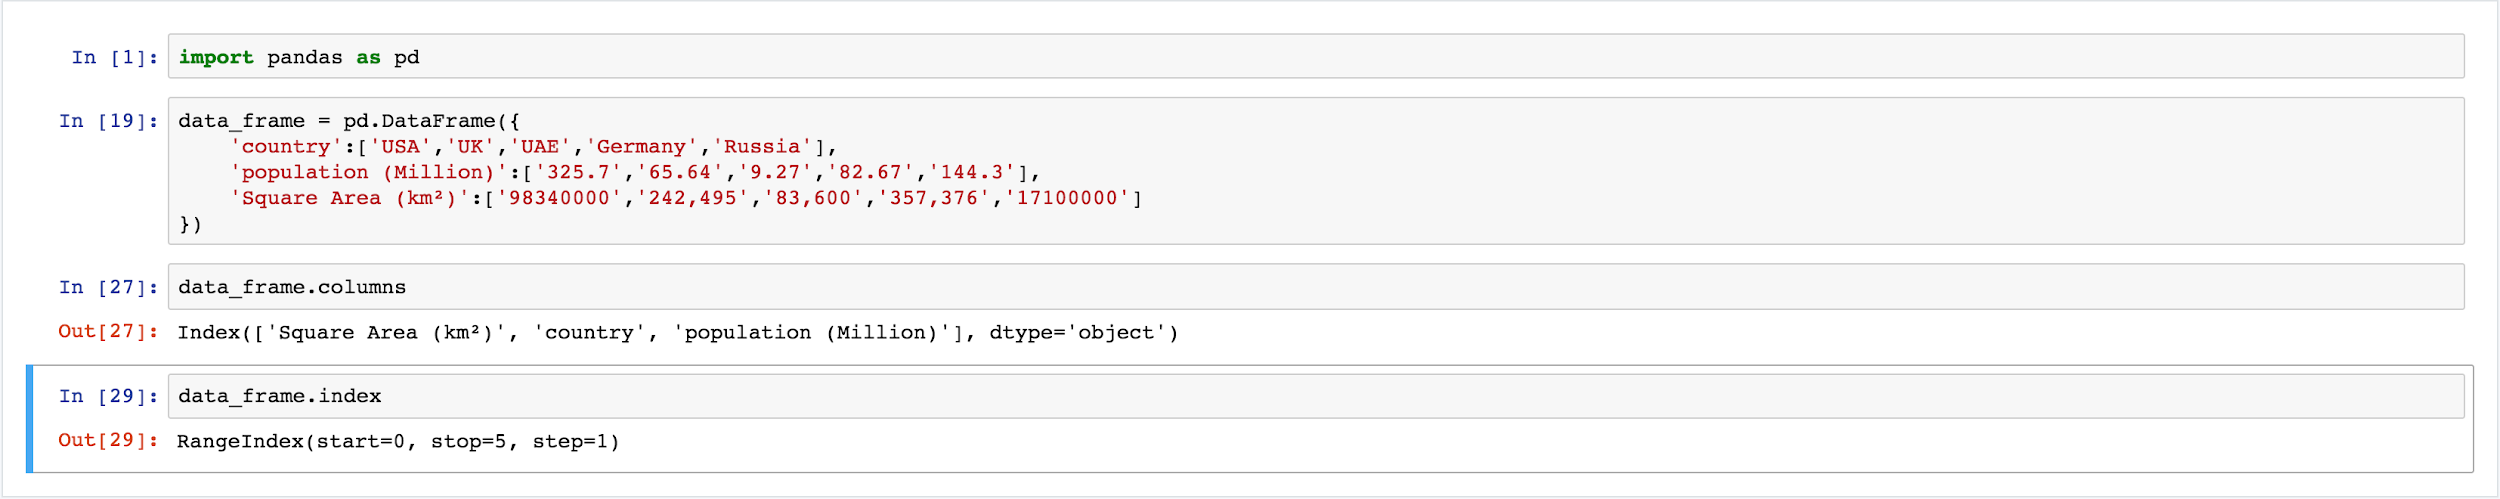 In [1]: import pandas as pd
In [19]: data_frame = pd.DataFrame({
'country':['USA','UK','UAE','Germany','Russia'],
'population (Million)':['325.7','65.64','9.27','82.67','144.3'],
'Square Area (km²)':['98340000','242,495','83,600','357,376','17100000']
})
In [27]: data_frame.columns
Out[27]: Index(['Square Area (km²)', 'country', 'population (Million)'], dtype='object')
In [29]: data_frame.index
Out[29]: RangeIndex(start=0, stop=5, step=1)